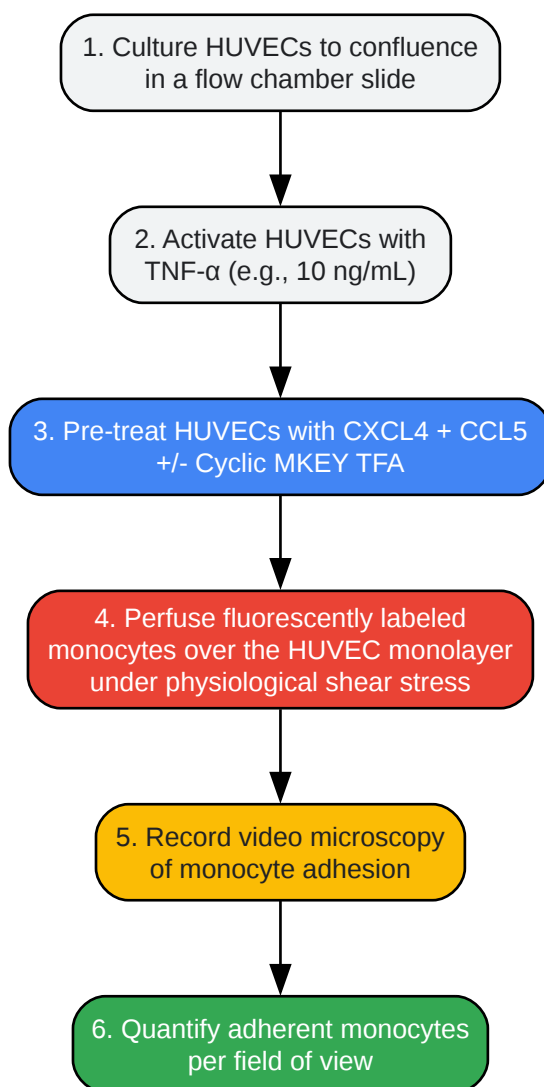 1. Culture HUVECs to confluence
in a flow chamber slide
2. Activate HUVECs with
TNF-α (e.g., 10 ng/mL)
3. Pre-treat HUVECs with CXCL4 + CCL5
+/- Cyclic MKEY TFA
4. Perfuse fluorescently labeled
monocytes over the HUVEC monolayer
under physiological shear stress
5. Record video microscopy
of monocyte adhesion
6. Quantify adherent monocytes
per field of view